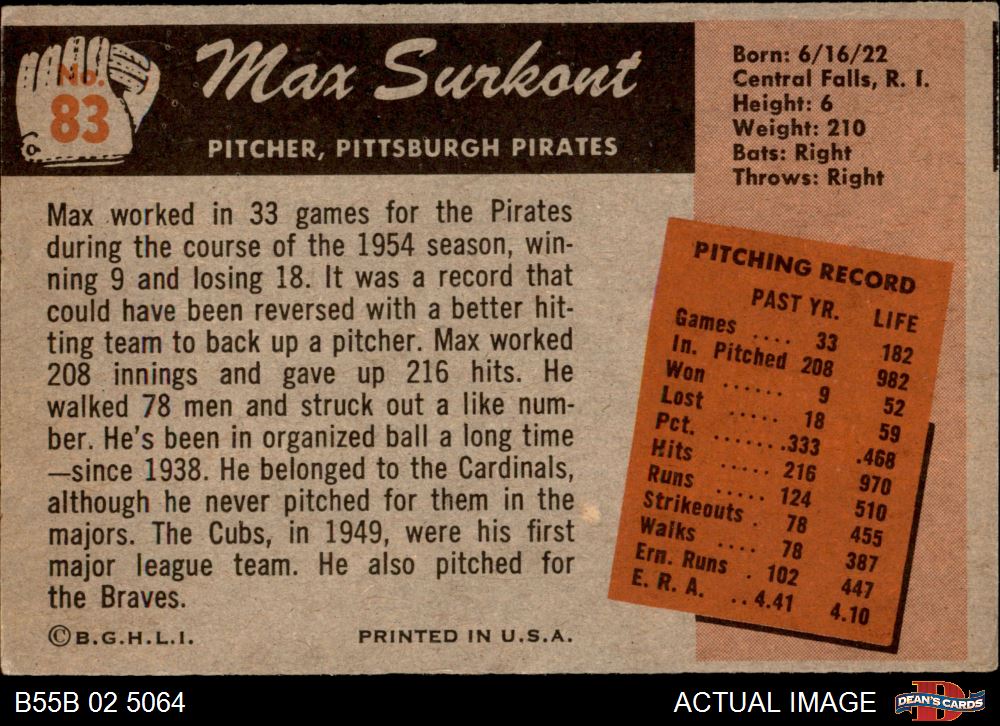 No.
83
Max Surkont
PITCHER, PITTSBURGH PIRATES
Born: 6/16/22
Central Falls, R. I.
Height: 6
Weight: 210
Bats: Right
Throws: Right
Max worked in 33 games for the Pirates
during the course of the 1954 season, win-
ning 9 and losing 18. It was a record that
could have been reversed with a better hit-
ting team to back up a pitcher. Max worked
208 innings and gave up 216 hits. He
walked 78 men and struck out a like num-
ber. He's been in organized ball a long time
—since 1938. He belonged to the Cardinals,
although he never pitched for them in the
majors. The Cubs, in 1949, were his first
major league team. He also pitched for
the Braves.
©B.G.H.L.I. PRINTED IN U.S.A.
PITCHING RECORD
PAST YR. LIFE
Games .... 33 182
In. Pitched 208 982
Won ...... 9 52
Lost ..... 18 59
Pct. ...... .333 .468
Hits ..... 216 970
Runs ..... 124 510
Strikeouts . 78 455
Walks .... 78 387
Ern. Runs . 102 447
E. R. A. .. 4.41 4.10
B55B 02 5064
ACTUAL IMAGE
D
DEAN'S CARDS